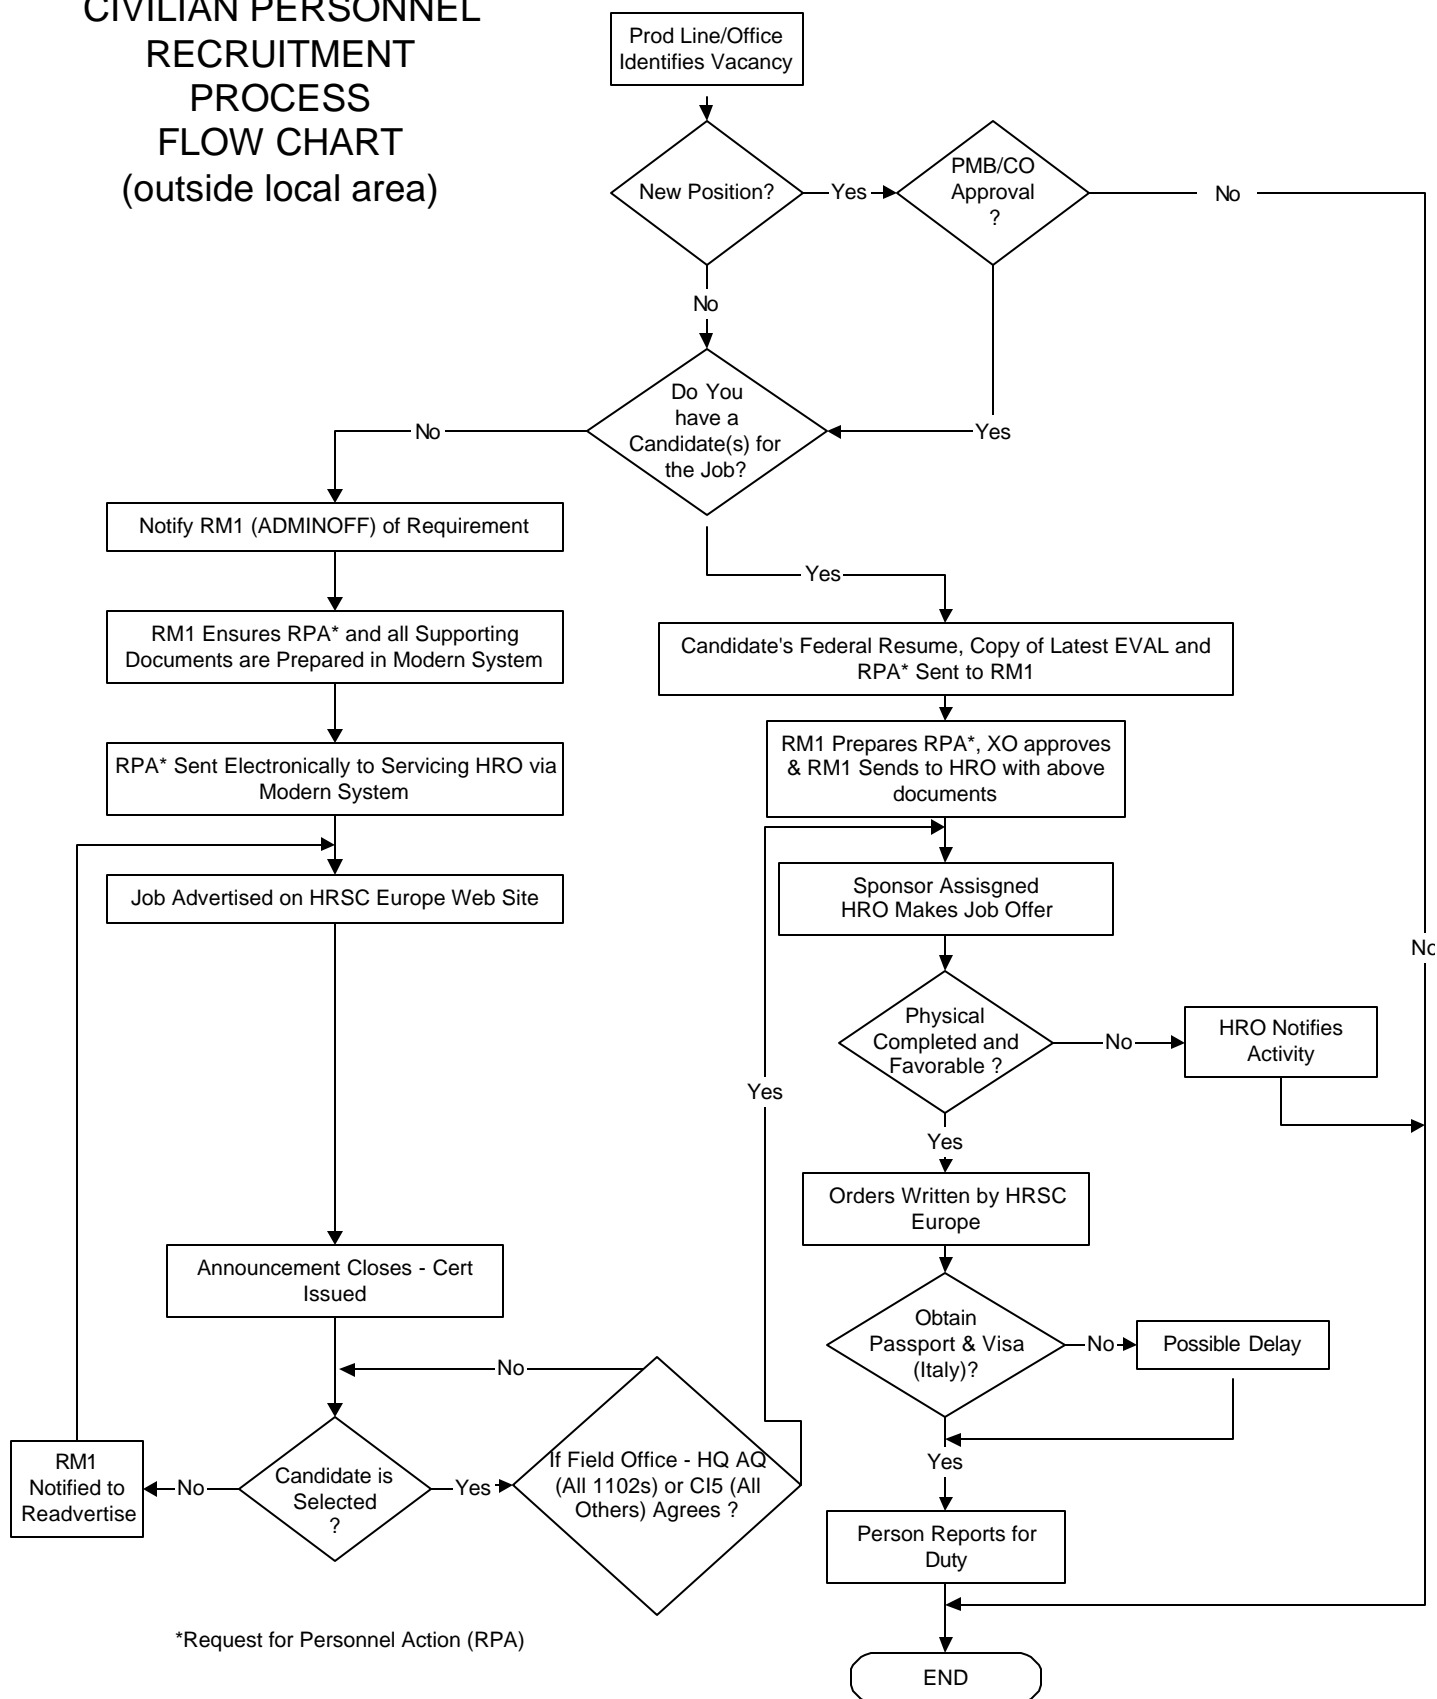 CIVILIAN PERSONNEL
RECRUITMENT
PROCESS
FLOW CHART
(outside local area)
Prod Line/Office
Identifies Vacancy
New Position?
Yes
PMB/CO
Approval
?
No
No
Do You
have a
Candidate(s) for
the Job?
No
Yes
Notify RM1 (ADMINOFF) of Requirement
Yes
RM1 Ensures RPA* and all Supporting
Documents are Prepared in Modern System
Candidate's Federal Resume, Copy of Latest EVAL and
RPA* Sent to RM1
RPA* Sent Electronically to Servicing HRO via
Modern System
RM1 Prepares RPA*, XO approves
& RM1 Sends to HRO with above
documents
Job Advertised on HRSC Europe Web Site
Sponsor Assisgned
HRO Makes Job Offer
No
Physical
Completed and
Favorable ?
No
HRO Notifies
Activity
Yes
Yes
Orders Written by HRSC
Europe
Announcement Closes - Cert
Issued
Obtain
Passport & Visa
(Italy)?
No
Possible Delay
No
RM1
Notified to
Readvertise
No
Candidate is
Selected
?
Yes
If Field Office - HQ AQ
(All 1102s) or CI5 (All
Others) Agrees ?
Yes
Person Reports for
Duty
*Request for Personnel Action (RPA)
END